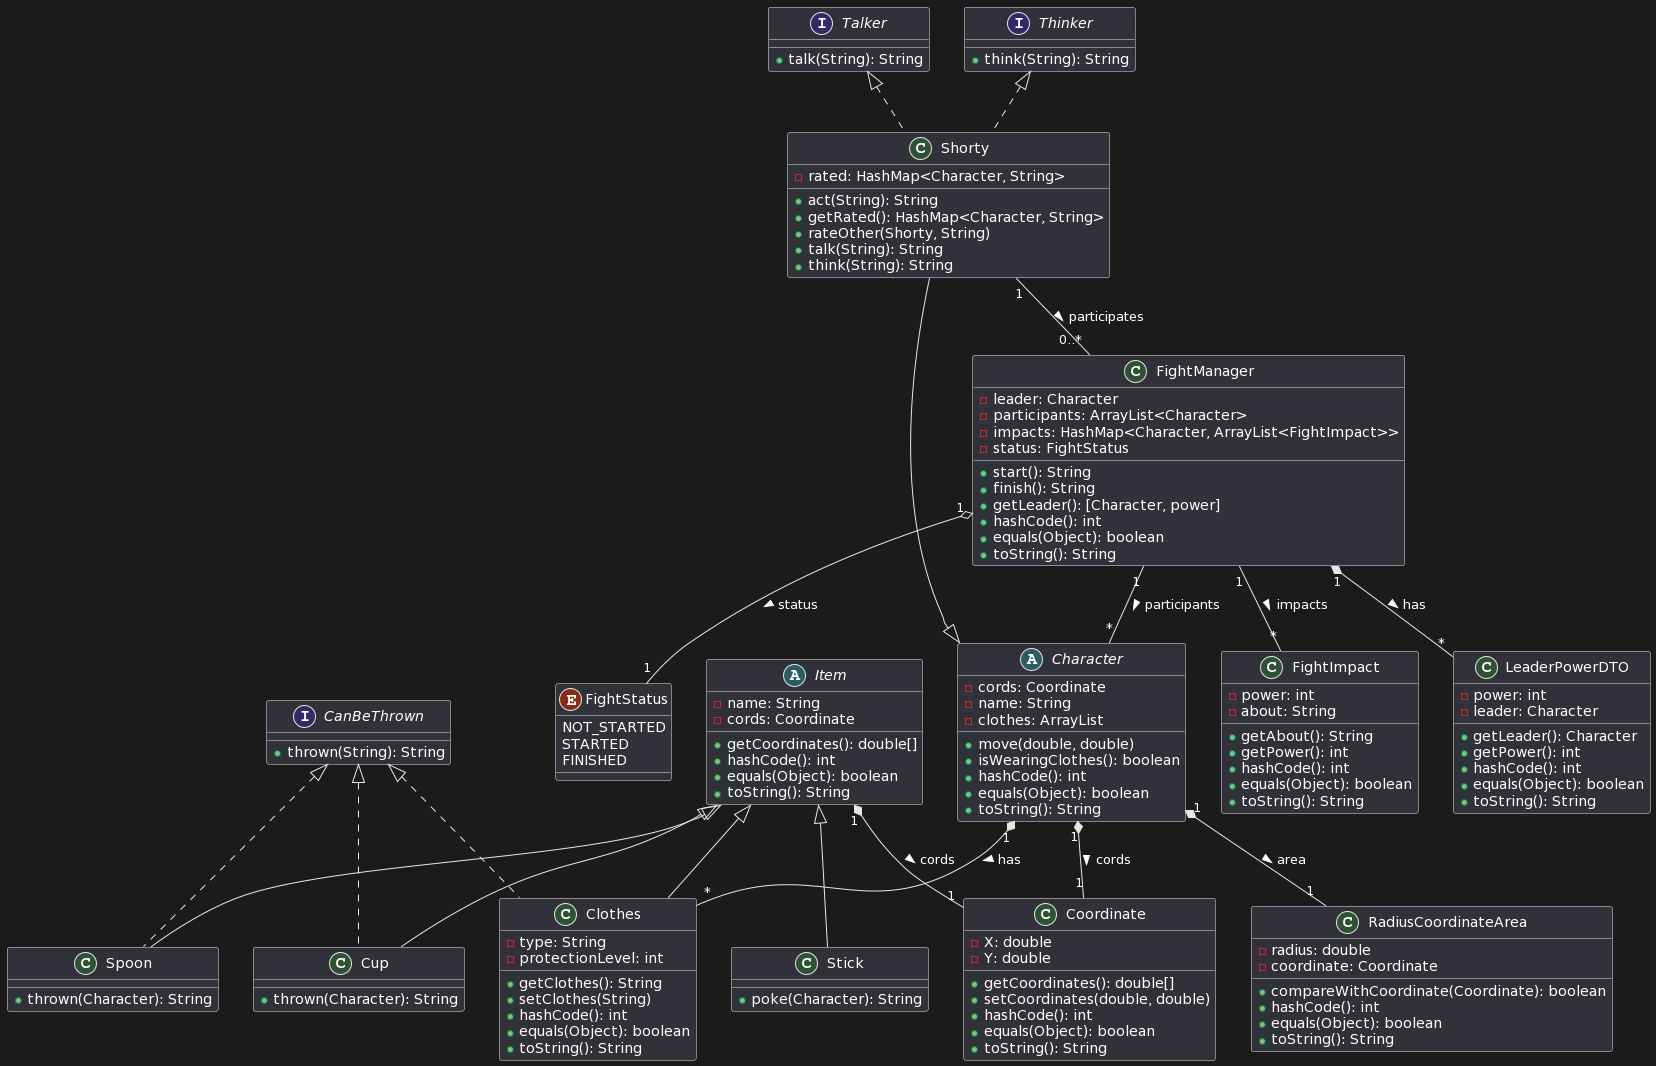 I Talker
talk(String): String
I Thinker
think(String): String
C Shorty
rated: HashMap<Character, String>
act(String): String
getRated(): HashMap<Character, String>
rateOther(Shorty, String)
talk(String): String
think(String): String
1
participates
0..*
C FightManager
leader: Character
participants: ArrayList<Character>
impacts: HashMap<Character, ArrayList<FightImpact>>
status: FightStatus
start(): String
finish(): String
getLeader(): [Character, power]
hashCode(): int
equals(Object): boolean
toString(): String
1
status
1
1
participants
*
1
impacts
*
1
has
*
I CanBeThrown
thrown(String): String
E FightStatus
NOT_STARTED
STARTED
FINISHED
A Item
name: String
cords: Coordinate
getCoordinates(): double[]
hashCode(): int
equals(Object): boolean
toString(): String
A Character
cords: Coordinate
name: String
clothes: ArrayList
move(double, double)
isWearingClothes(): boolean
hashCode(): int
equals(Object): boolean
toString(): String
C FightImpact
power: int
about: String
getAbout(): String
getPower(): int
hashCode(): int
equals(Object): boolean
toString(): String
C LeaderPowerDTO
power: int
leader: Character
getLeader(): Character
getPower(): int
hashCode(): int
equals(Object): boolean
toString(): String
1
cords
1
1
has
*
1
cords
1
1
area
1
C Spoon
thrown(Character): String
C Cup
thrown(Character): String
C Clothes
type: String
protectionLevel: int
getClothes(): String
setClothes(String)
hashCode(): int
equals(Object): boolean
toString(): String
C Stick
poke(Character): String
C Coordinate
X: double
Y: double
getCoordinates(): double[]
setCoordinates(double, double)
hashCode(): int
equals(Object): boolean
toString(): String
C RadiusCoordinateArea
radius: double
coordinate: Coordinate
compareWithCoordinate(Coordinate): boolean
hashCode(): int
equals(Object): boolean
toString(): String